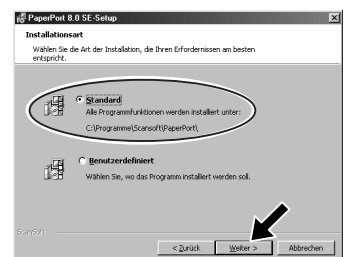 PaperPort 8.0 SE-Setup
Installationsart
Wählen Sie die Art der Installation, die Ihren Erfordernissen am besten
entspricht.
Standard
Alle Programmfunktionen werden installiert unter:
C:\Programme\Scansoft\PaperPort\
Benutzerdefiniert
Wählen Sie, wo das Programm installiert werden soll.
ScanSoft
< Zurück Weiter > Abbrechen